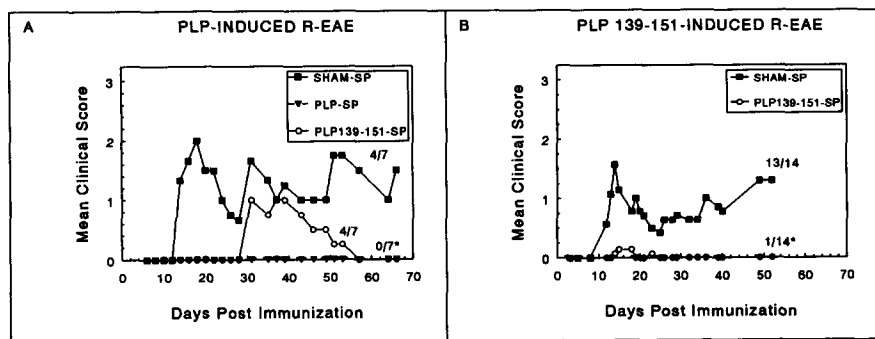 A
PLP-INDUCED R-EAE
SHAM-SP
PLP-SP
PLP139-151-SP
Mean Clinical Score
3
2
1
0
4/7
4/7
0/7*
0 10 20 30 40 50 60 70
Days Post Immunization
B
PLP 139-151-INDUCED R-EAE
SHAM-SP
PLP139-151-SP
Mean Clinical Score
3
2
1
0
13/14
1/14*
0 10 20 30 40 50 60 70
Days Post Immunization